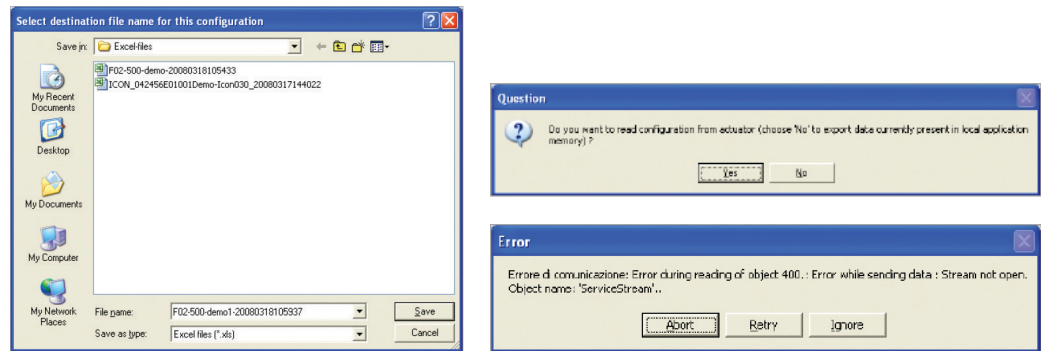 Select destination file name for this configuration
Save in: Excel-files
F02-500-demo-20080318105433
ICON_042456E01001Demo-Icon030_20080317144022
My Recent
Documents
Desktop
My Documents
My Computer
My Network
Places
File name: F02-500-demo1-20080318105937 Save
Save as type: Excel files (*.xls) Cancel
Question
Do you want to read configuration from actuator (choose 'No' to export data currently present in local application
memory) ?
Yes No
Error
Errore di comunicazione: Error during reading of object 400. : Error while sending data : Stream not open.
Object name: 'ServiceStream'..
Abort Retry Ignore